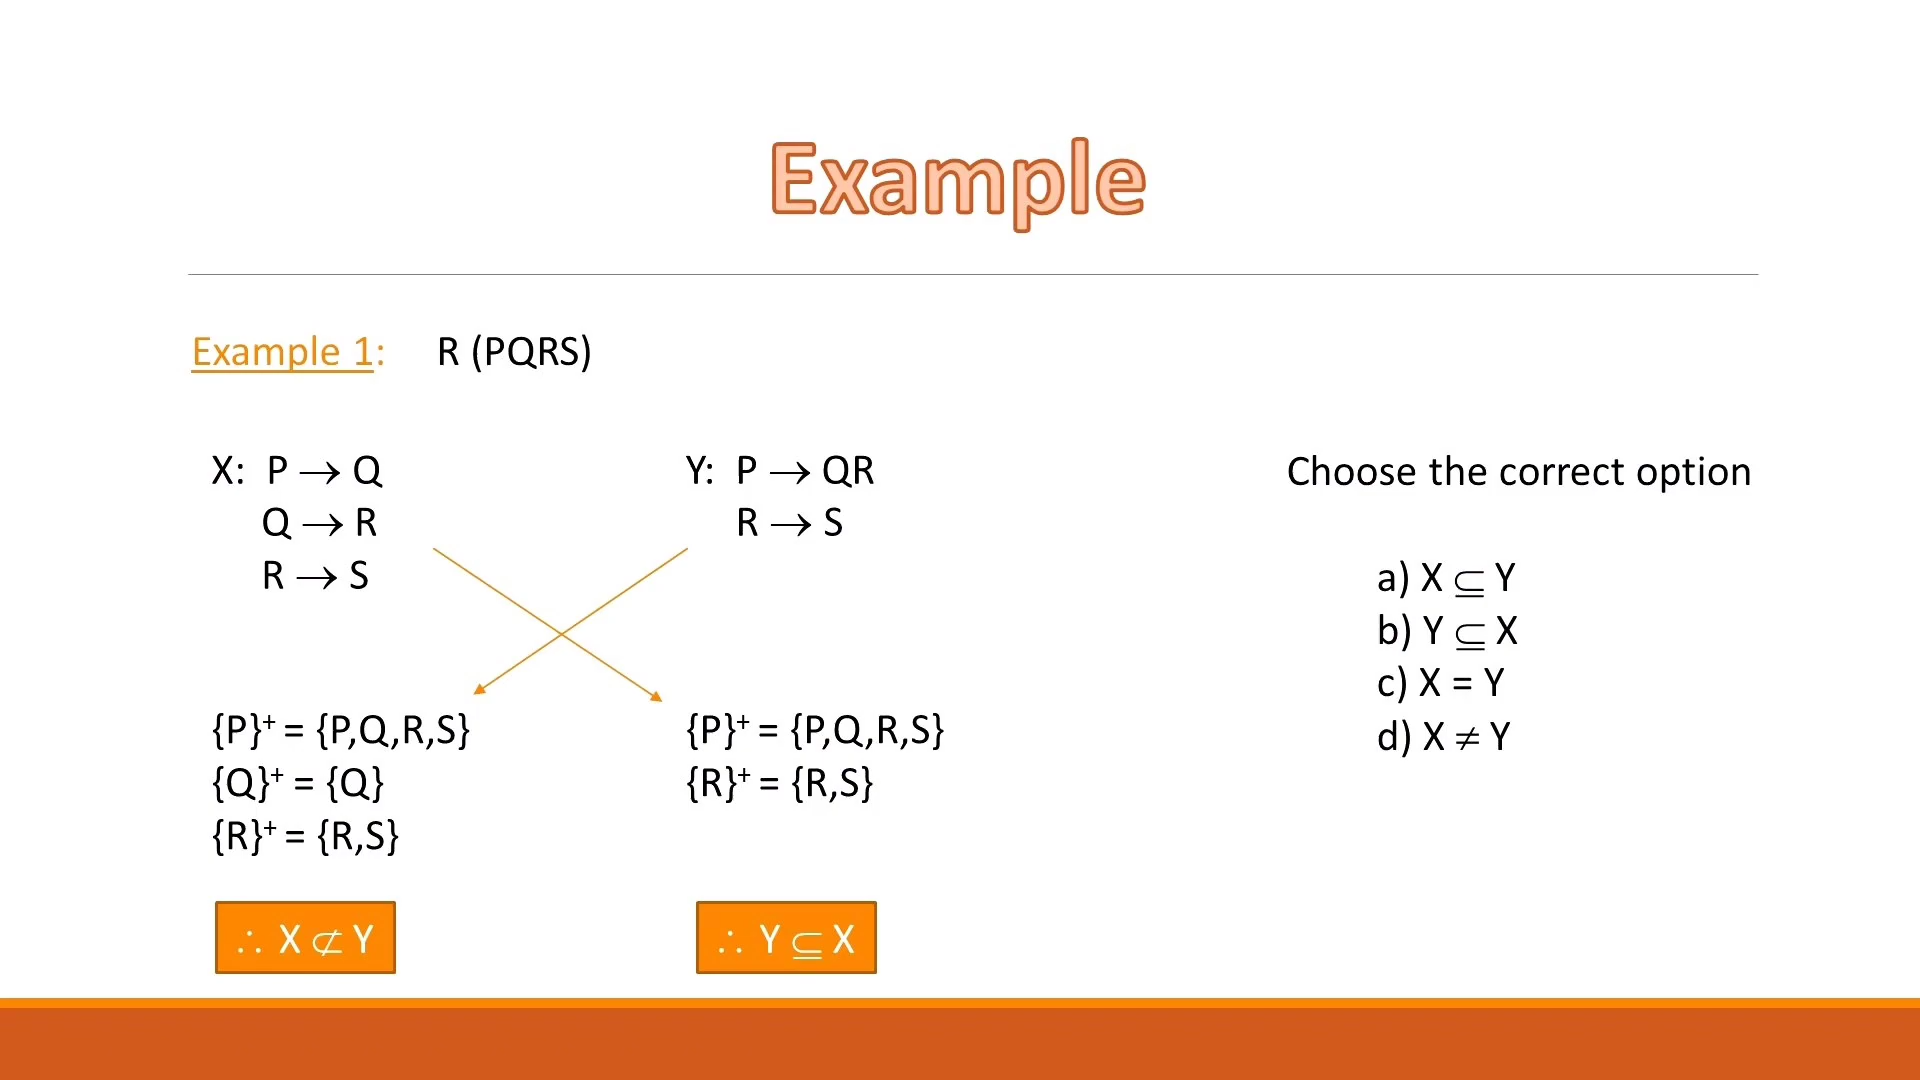 Example
Example 1: R (PQRS)
X: P → Q
Q → R
R → S
Y: P → QR
R → S
{P}⁺ = {P,Q,R,S}
{Q}⁺ = {Q}
{R}⁺ = {R,S}
∴ X ⊄ Y
{P}⁺ = {P,Q,R,S}
{R}⁺ = {R,S}
∴ Y ⊆ X
Choose the correct option
a) X ⊆ Y
b) Y ⊆ X
c) X = Y
d) X ≠ Y